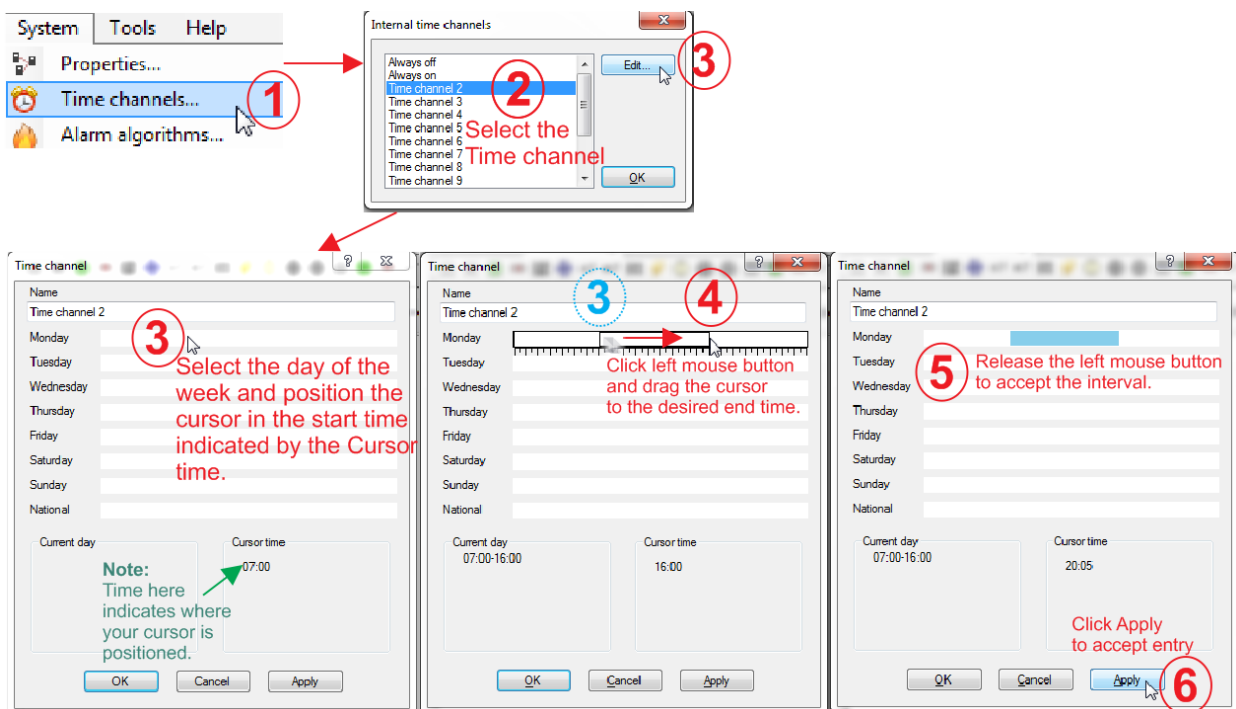 System Tools Help
Properties...
Time channels...
Alarm algorithms...
1
Internal time channels
Always off
Always on
Time channel 2
Time channel 3
Time channel 4
Time channel 5
Time channel 6
Time channel 7
Time channel 8
Time channel 9
Edit...
OK
2
Select the
Time channel
3
Time channel
Name
Time channel 2
Monday
Tuesday
Wednesday
Thursday
Friday
Saturday
Sunday
National
3
Select the day of the
week and position the
cursor in the start time
indicated by the Cursor
time.
Current day
Cursor time
07:00
Note:
Time here
indicates where
your cursor is
positioned.
OK Cancel Apply
Time channel
Name
Time channel 2
3
4
Monday
Tuesday
Wednesday
Thursday
Friday
Saturday
Sunday
National
Click left mouse button
and drag the cursor
to the desired end time.
Current day
07:00-16:00
Cursor time
16:00
OK Cancel Apply
Time channel
Name
Time channel 2
Monday
Tuesday
Wednesday
Thursday
Friday
Saturday
Sunday
National
5
Release the left mouse button
to accept the interval.
Current day
07:00-16:00
Cursor time
20:05
Click Apply
to accept entry
OK Cancel Apply
6